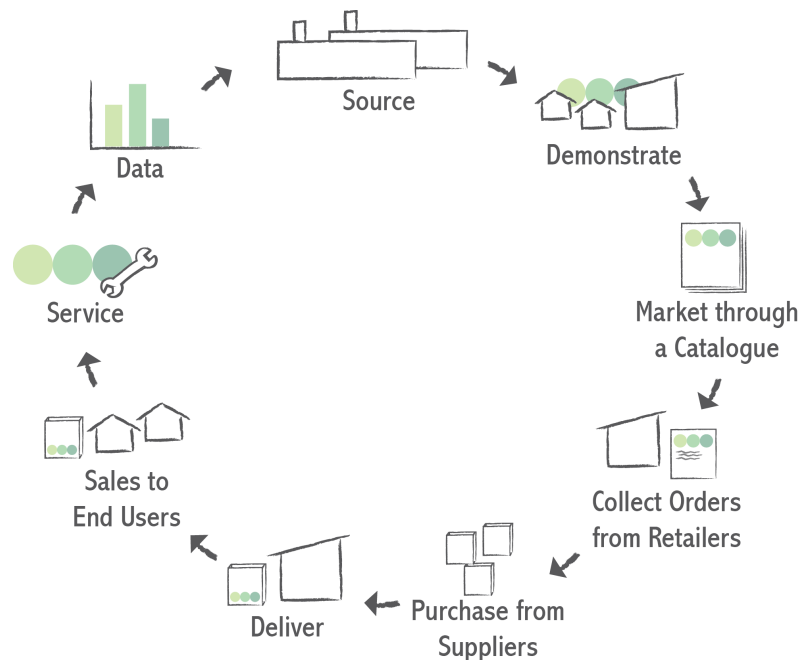 Source
Demonstrate
Market through
a Catalogue
Collect Orders
from Retailers
Purchase from
Suppliers
Deliver
Sales to
End Users
Service
Data